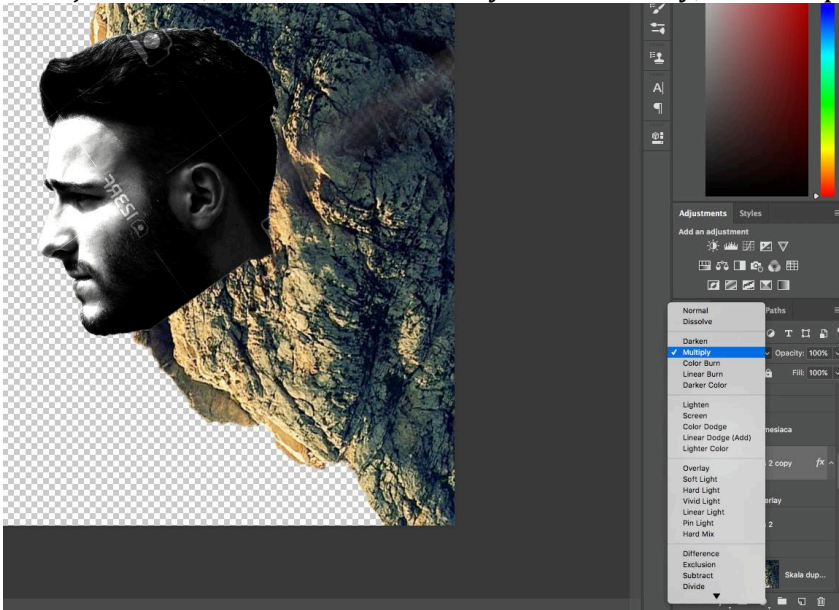 A|
Adjustments Styles
Add an adjustment
Normal
Dissolve
Darken
Multiply
Color Burn
Linear Burn
Darker Color
Lighten
Screen
Color Dodge
Linear Dodge (Add)
Lighter Color
Overlay
Soft Light
Hard Light
Vivid Light
Linear Light
Pin Light
Hard Mix
Difference
Exclusion
Subtract
Divide
Paths
T
Opacity: 100%
Fill: 100%
mesiaca
2 copy fx
erlay
2
Skala dup...
123RF